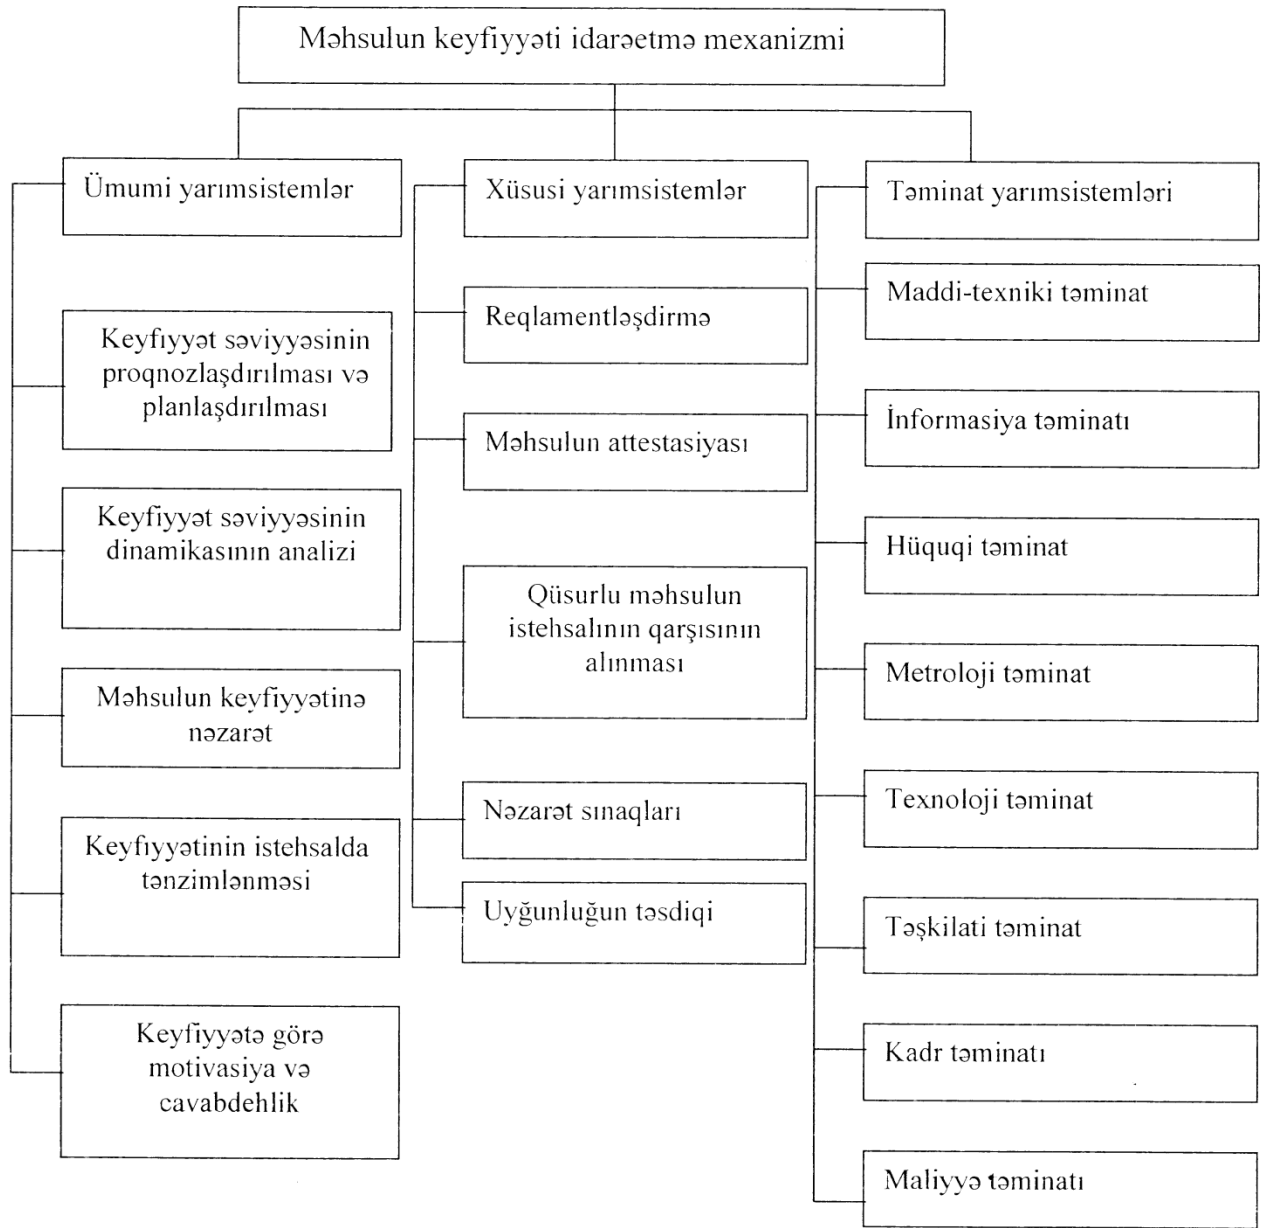 Məhsulun keyfiyyəti idarəetmə mexanizmi
Ümumi yarımsistemlər
Keyfiyyət səviyyəsinin
proqnozlaşdırılması və
planlaşdırılması
Keyfiyyət səviyyəsinin
dinamikasının analizi
Məhsulun keyfiyyətinə
nəzarət
Keyfiyyətinin istehsalda
tənzimlənməsi
Keyfiyyətə görə
motivasiya və
cavabdehlik
Xüsusi yarımsistemlər
Reqlamentləşdirmə
Məhsulun attestasiyası
Qüsurlu məhsulun
istehsalının qarşısının
alınması
Nəzarət sınaqları
Uyğunluğun təsdiqi
Təminat yarımsistemləri
Maddi-texniki təminat
İnformasiya təminatı
Hüquqi təminat
Metroloji təminat
Texnoloji təminat
Təşkilati təminat
Kadr təminatı
Maliyyə təminatı